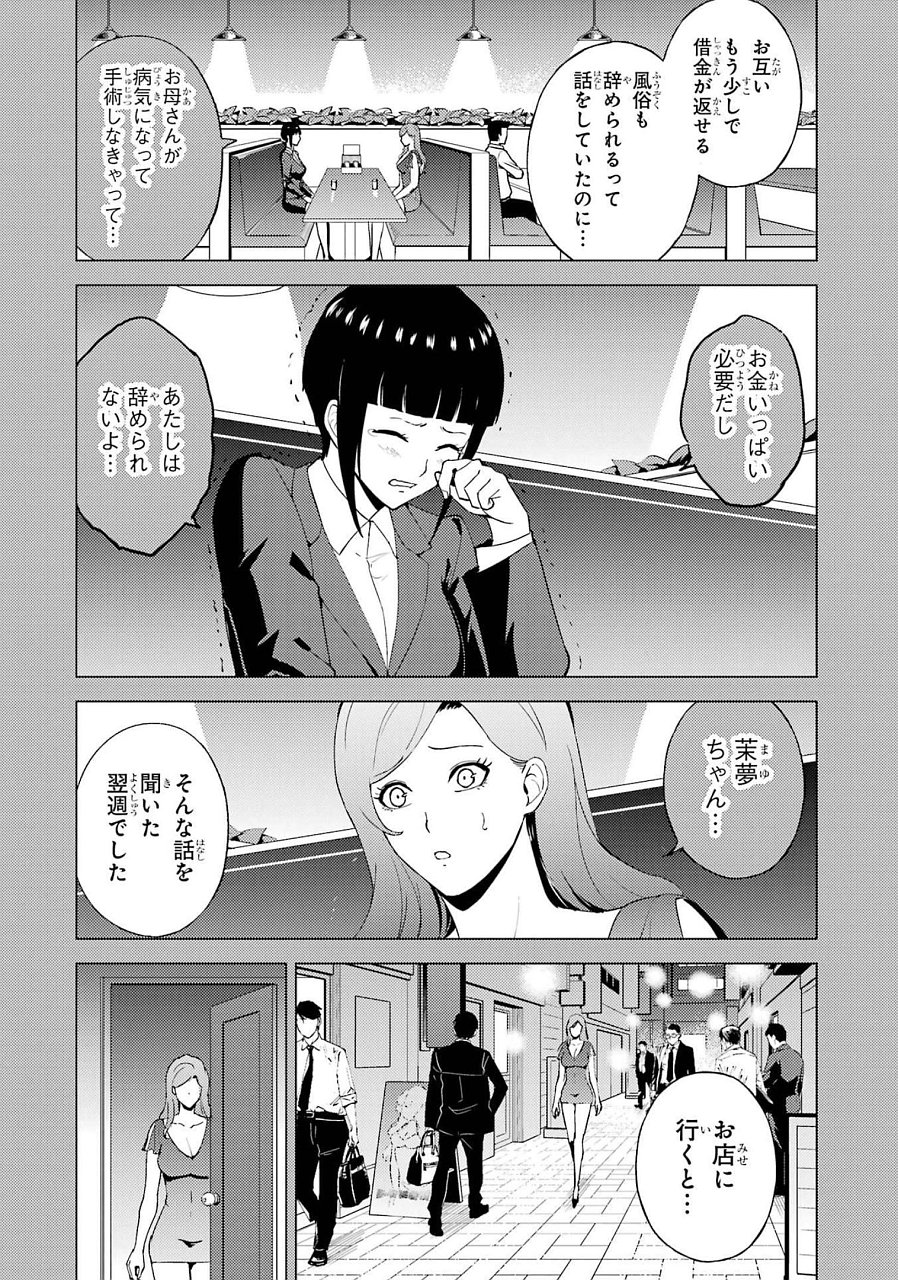 お互い
もう少しで
借金が返せる
風俗も
辞められるって
話をしていたのに…
お母さんが
病気になって
手術しなきゃって…
お金いっぱい
必要だし
あたしは
辞められ
ないよ…
茉夢
ちゃん…
そんな話を
聞いた
翌週でした
お店に
行くと…